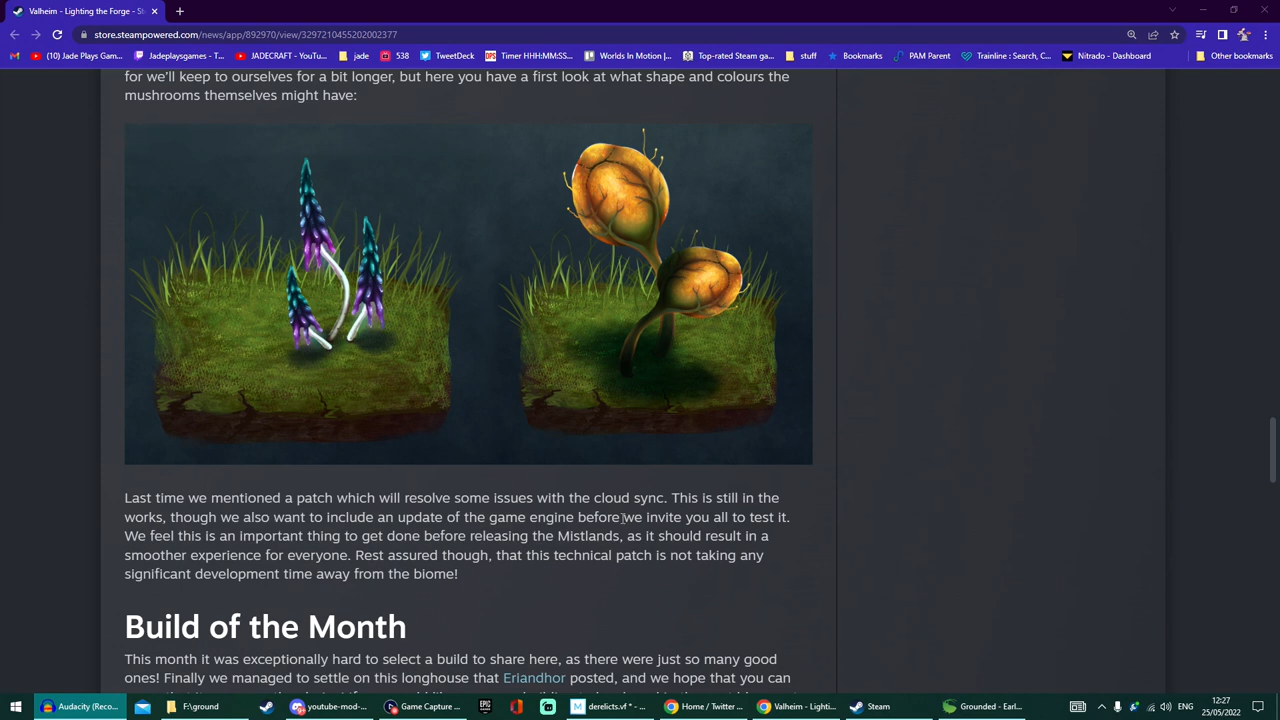 Valheim - Lighting the Forge - St
store.steampowered.com/news/app/892970/view/3297210455202002377
(10) Jade Plays Gam... Jadeplaysgames - T... JADECRAFT - YouTu... jade 538 TweetDeck Timer HHH:MM:SS... Worlds In Motion |... Top-rated Steam ga... stuff Bookmarks PAM Parent Trainline : Search, C... Nitrado - Dashboard Other bookmarks
for we'll keep to ourselves for a bit longer, but here you have a first look at what shape and colours the
mushrooms themselves might have:
Last time we mentioned a patch which will resolve some issues with the cloud sync. This is still in the
works, though we also want to include an update of the game engine before we invite you all to test it.
We feel this is an important thing to get done before releasing the Mistlands, as it should result in a
smoother experience for everyone. Rest assured though, that this technical patch is not taking any
significant development time away from the biome!
Build of the Month
This month it was exceptionally hard to select a build to share here, as there were just so many good
ones! Finally we managed to settle on this longhouse that Eriandhor posted, and we hope that you can
Audacity (Reco... F:\ground youtube-mod-... Game Capture ... derelicts.vf * - ... Home / Twitter ... Valheim - Lighti... Steam Grounded - Earl... ENG 12:27
25/05/2022